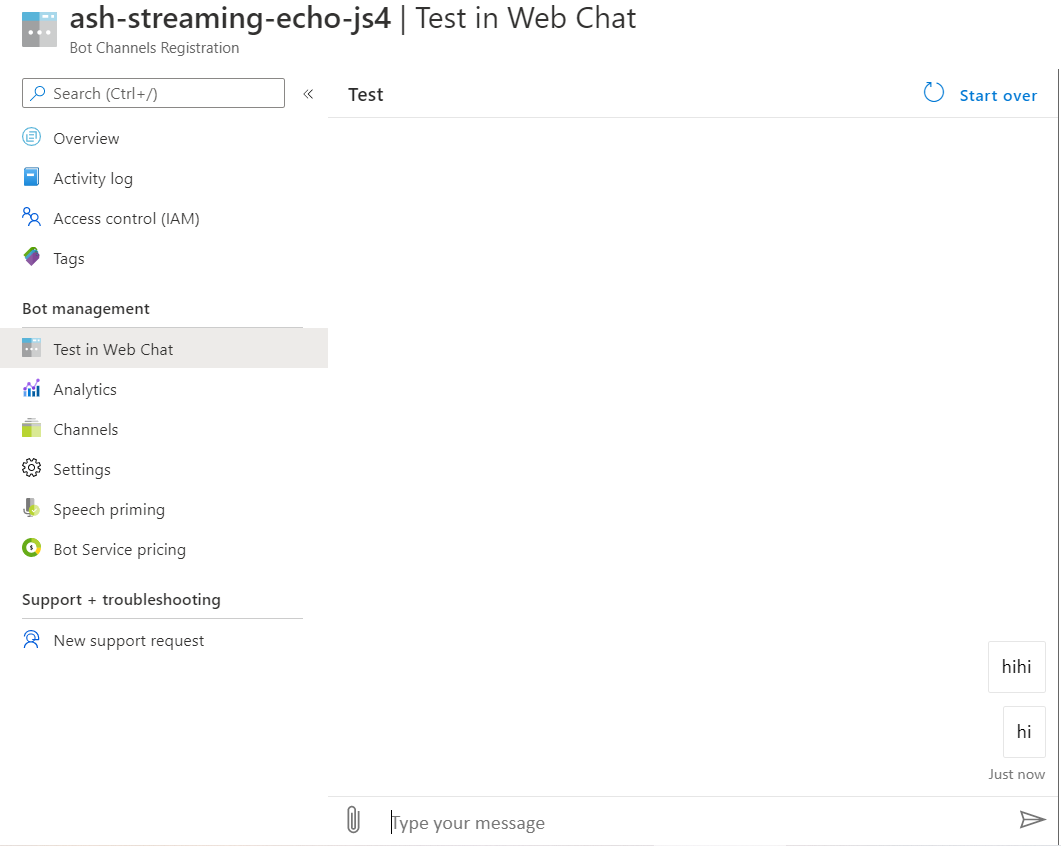 ash-streaming-echo-js4 | Test in Web Chat
Bot Channels Registration
Search (Ctrl+/)
«
Test
Start over
Overview
Activity log
Access control (IAM)
Tags
Bot management
Test in Web Chat
Analytics
Channels
Settings
Speech priming
Bot Service pricing
Support + troubleshooting
New support request
hihi
hi
Just now
Type your message